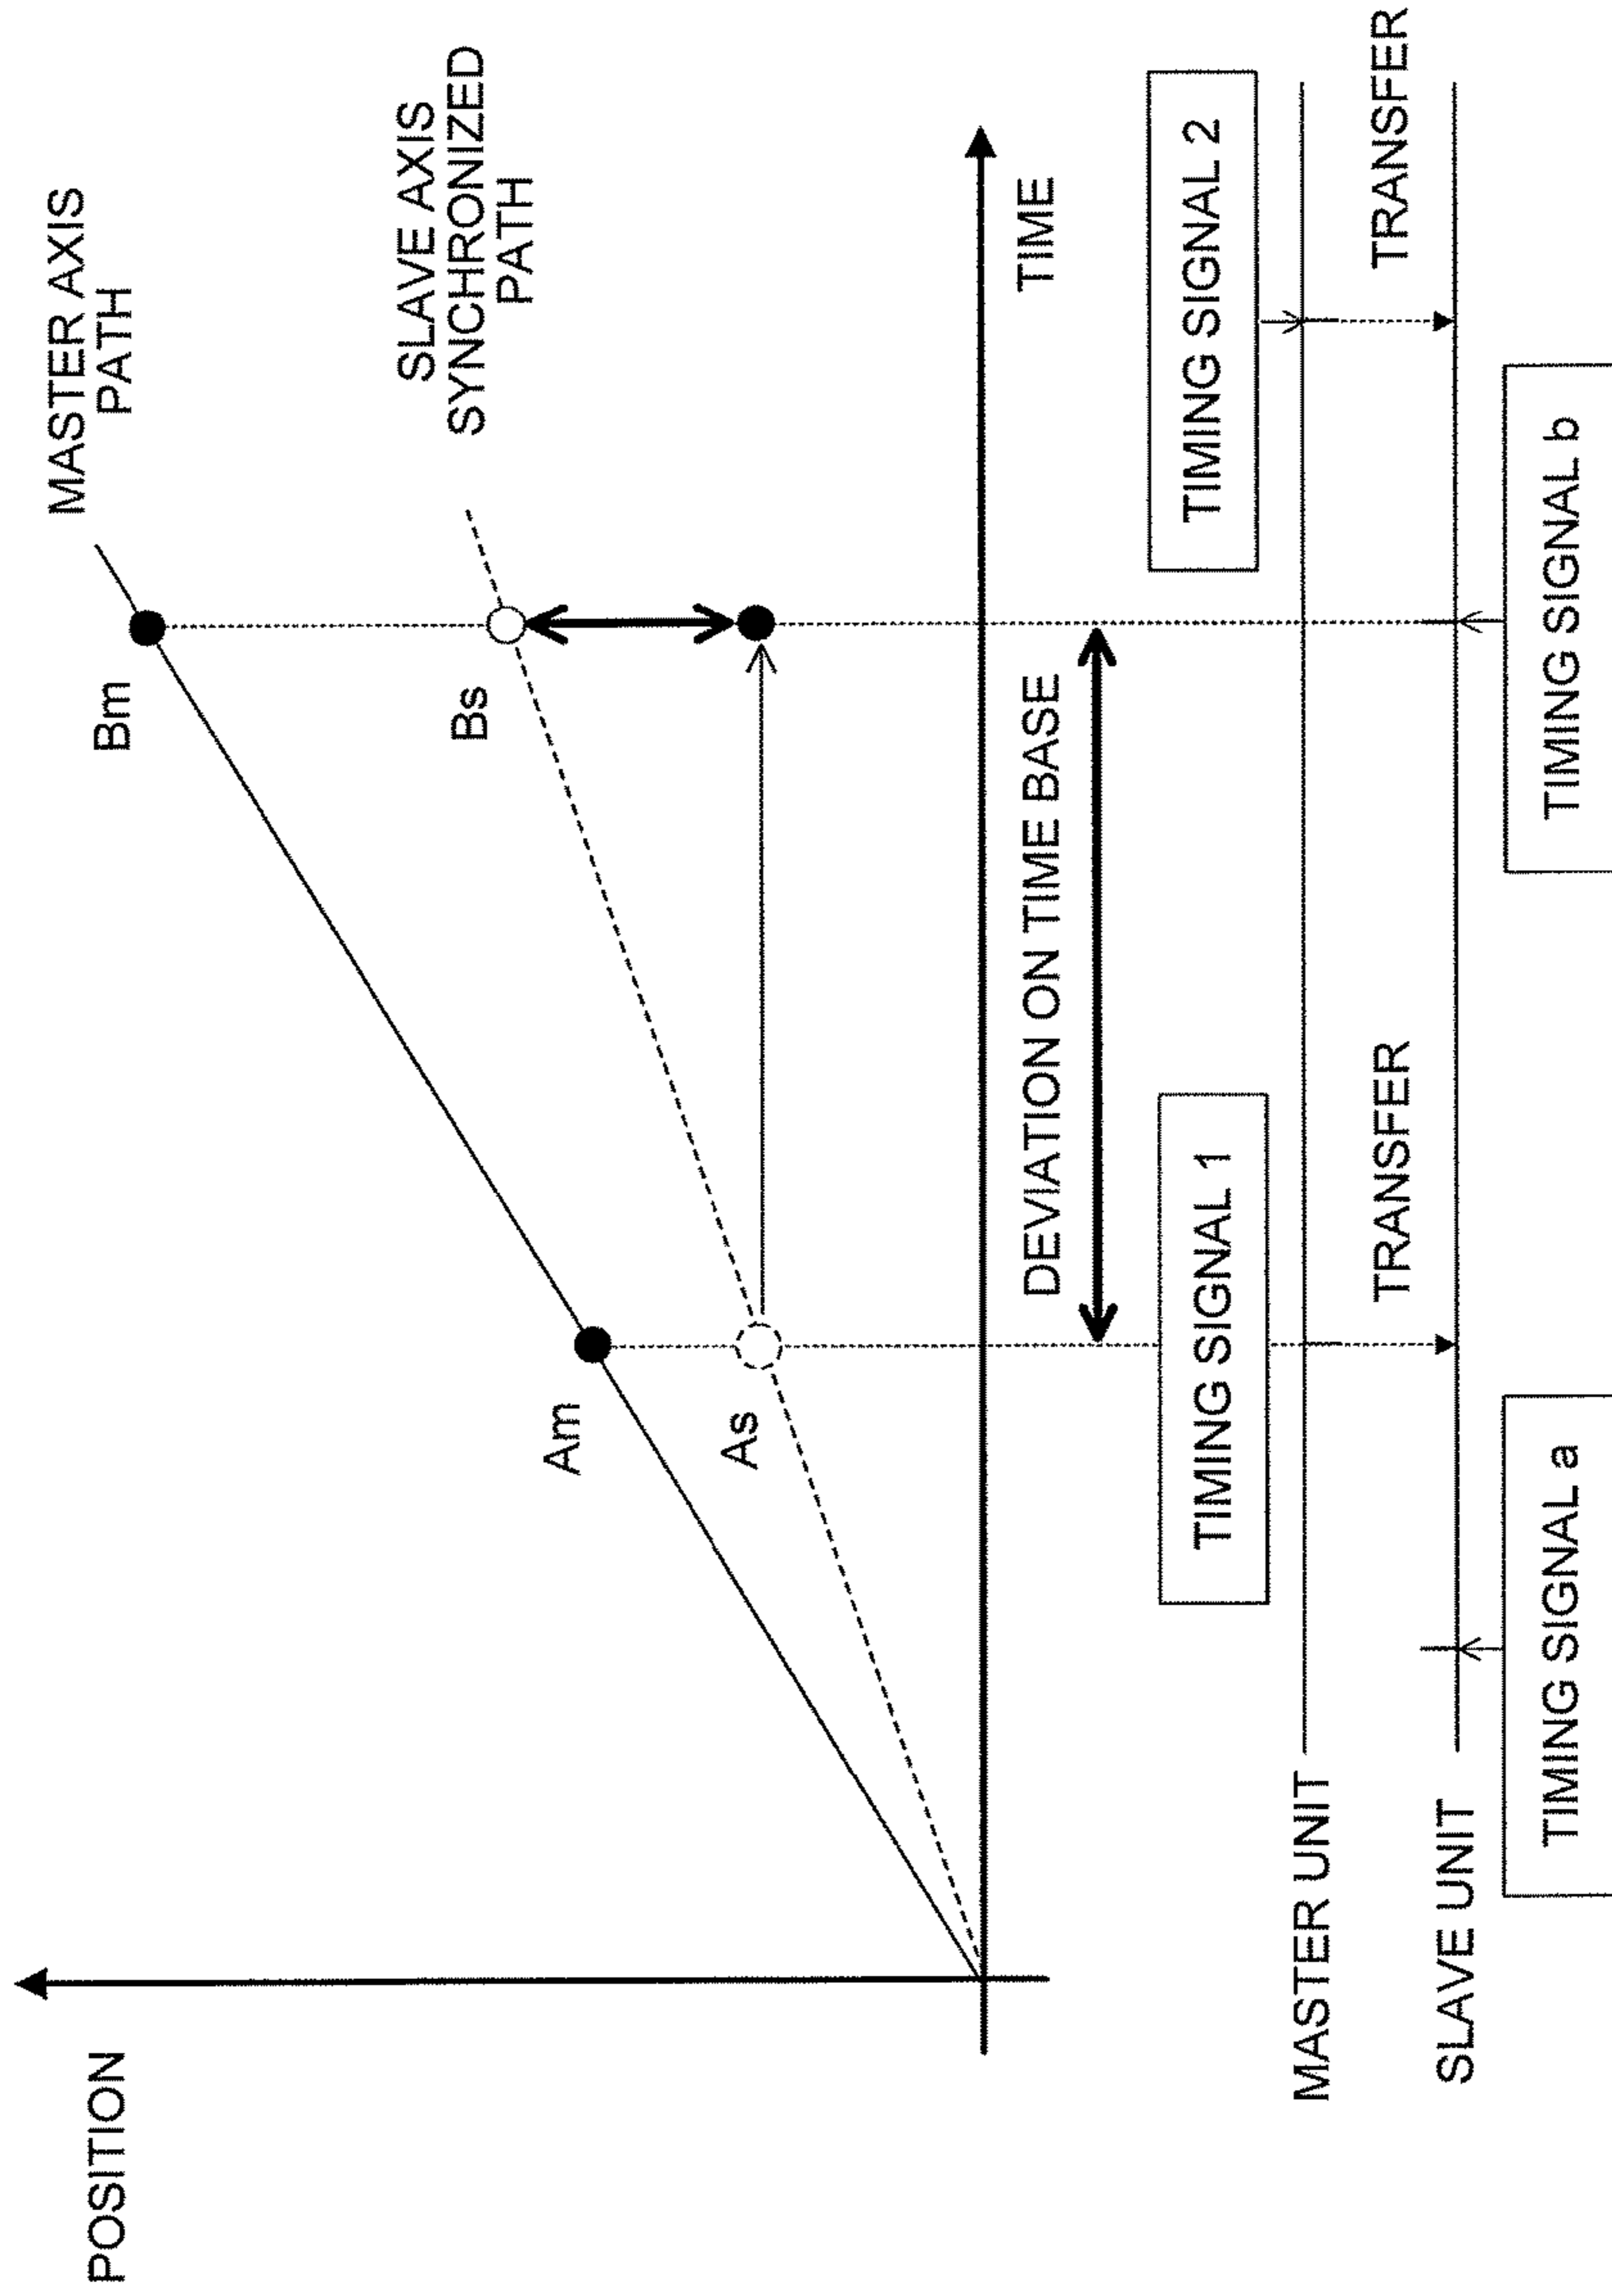 POSITION
MASTER AXIS
PATH
SLAVE AXIS
SYNCHRONIZED
PATH
Bm
Bs
Am
As
TIME
DEVIATION ON TIME BASE
TIMING SIGNAL 1
TIMING SIGNAL 2
MASTER UNIT
TRANSFER
TRANSFER
SLAVE UNIT
TIMING SIGNAL a
TIMING SIGNAL b